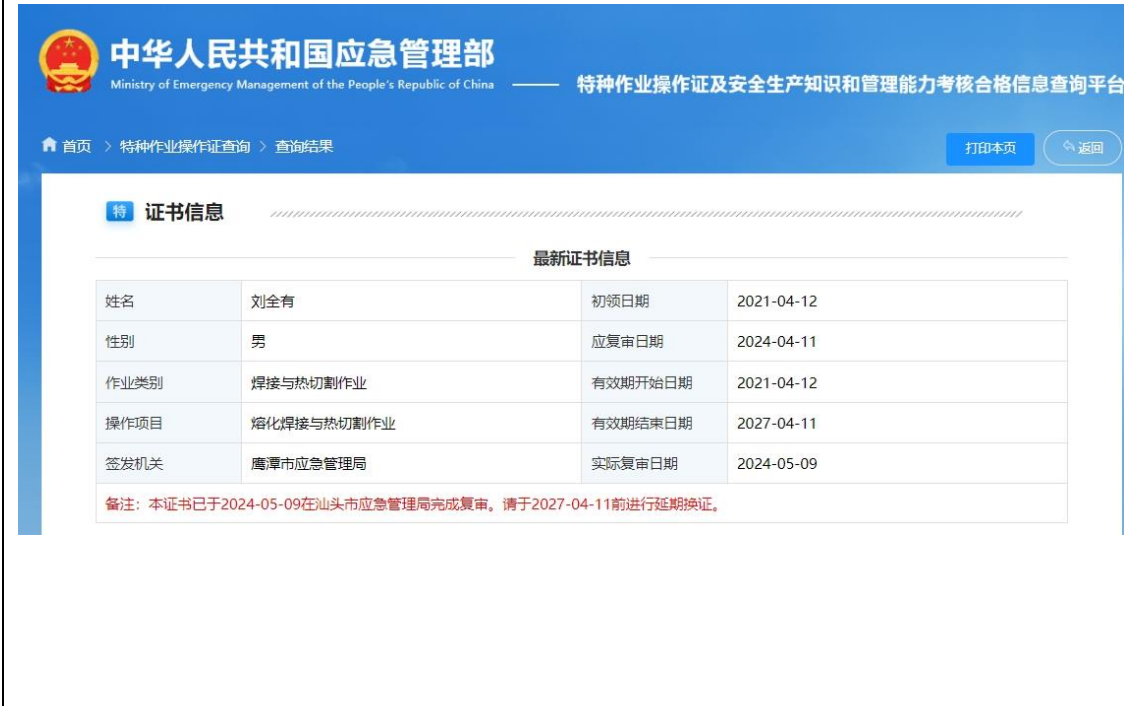 中华人民共和国应急管理部
Ministry of Emergency Management of the People's Republic of China
特种作业操作证及安全生产知识和管理能力考核合格信息查询平台
首页 > 特种作业操作证查询 > 查询结果
打印本页 返回
特 证书信息
最新证书信息
姓名 刘全有 初领日期 2021-04-12
性别 男 应复审日期 2024-04-11
作业类别 焊接与热切割作业 有效期开始日期 2021-04-12
操作项目 熔化焊接与热切割作业 有效期结束日期 2027-04-11
签发机关 鹰潭市应急管理局 实际复审日期 2024-05-09
备注：本证书已于2024-05-09在汕头市应急管理局完成复审。请于2027-04-11前进行延期换证。